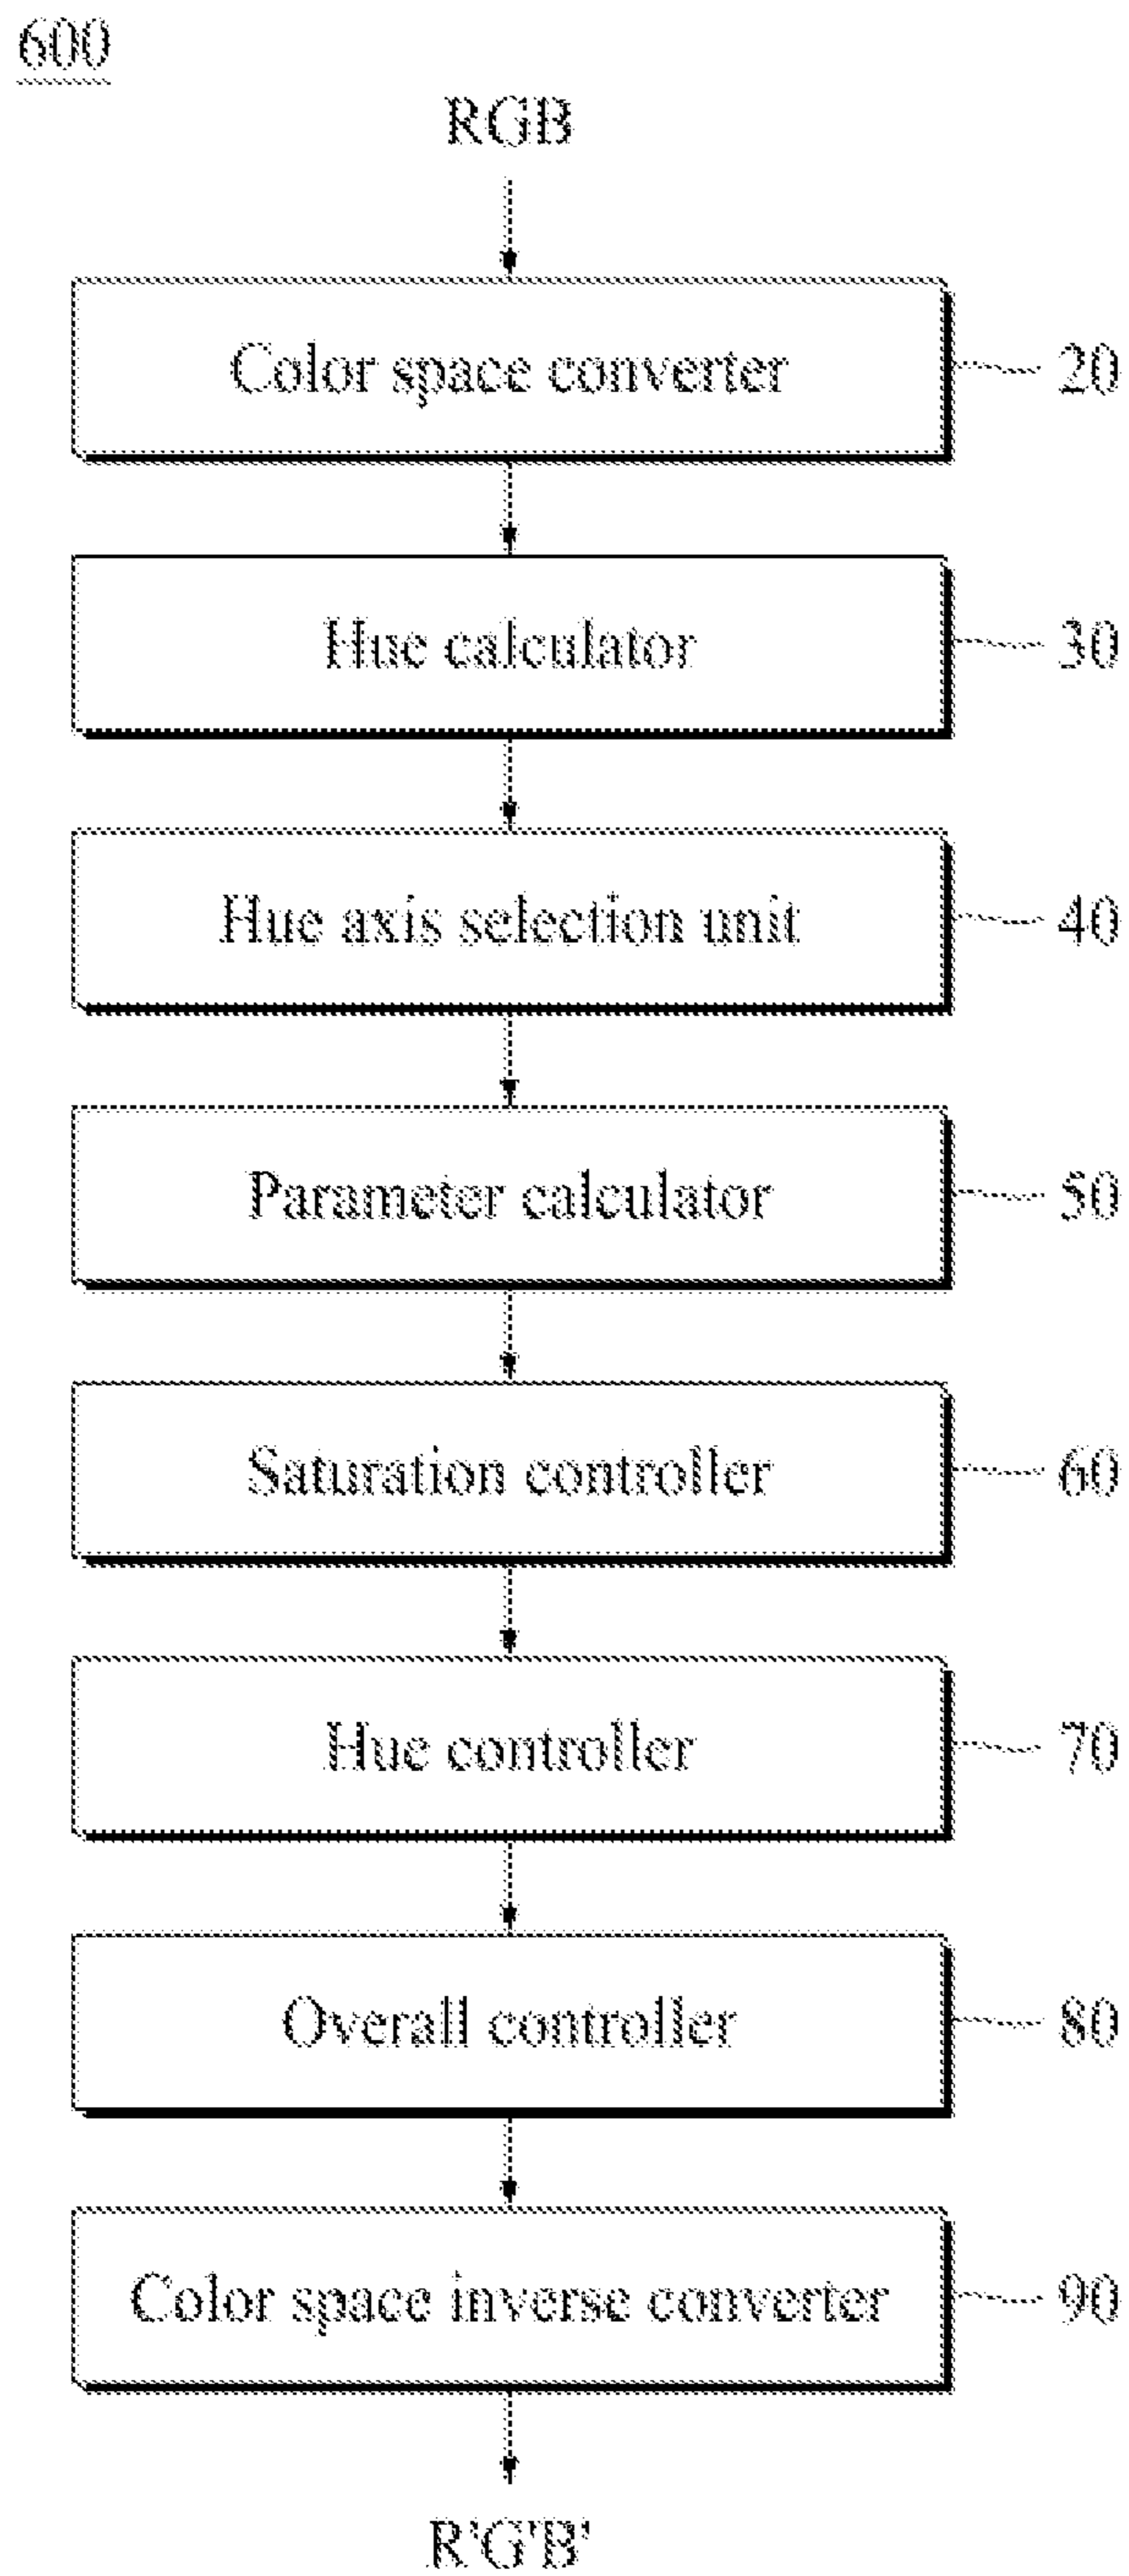 600
RGB
Color space converter 20
Hue calculator 30
Hue axis selection unit 40
Parameter calculator 50
Saturation controller 60
Hue controller 70
Overall controller 80
Color space inverse converter 90
R'G'B'